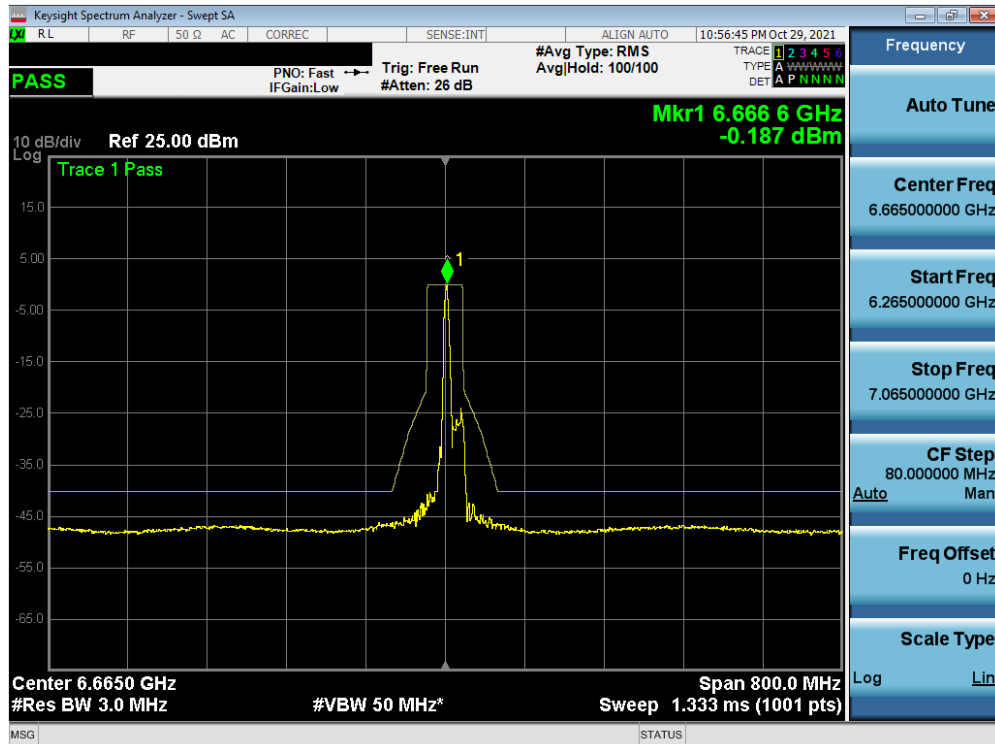 Keysight Spectrum Analyzer - Swept SA
LXI RL RF 50 Ω AC CORREC SENSE:INT ALIGN AUTO 10:56:45 PM Oct 29, 2021
PASS
PNO: Fast
IFGain:Low
Trig: Free Run
#Atten: 26 dB
#Avg Type: RMS
Avg|Hold: 100/100
TRACE 1 2 3 4 5 6
TYPE A WWWWW
DET A P N N N N
Mkr1 6.666 6 GHz
-0.187 dBm
10 dB/div Ref 25.00 dBm
Log
Trace 1 Pass
15.0
5.00
1
-5.00
-15.0
-25.0
-35.0
-45.0
-55.0
-65.0
Center 6.6650 GHz Span 800.0 MHz
#Res BW 3.0 MHz #VBW 50 MHz* Sweep 1.333 ms (1001 pts)
MSG STATUS
Frequency
Auto Tune
Center Freq
6.665000000 GHz
Start Freq
6.265000000 GHz
Stop Freq
7.065000000 GHz
CF Step
80.000000 MHz
Auto Man
Freq Offset
0 Hz
Scale Type
Log Lin